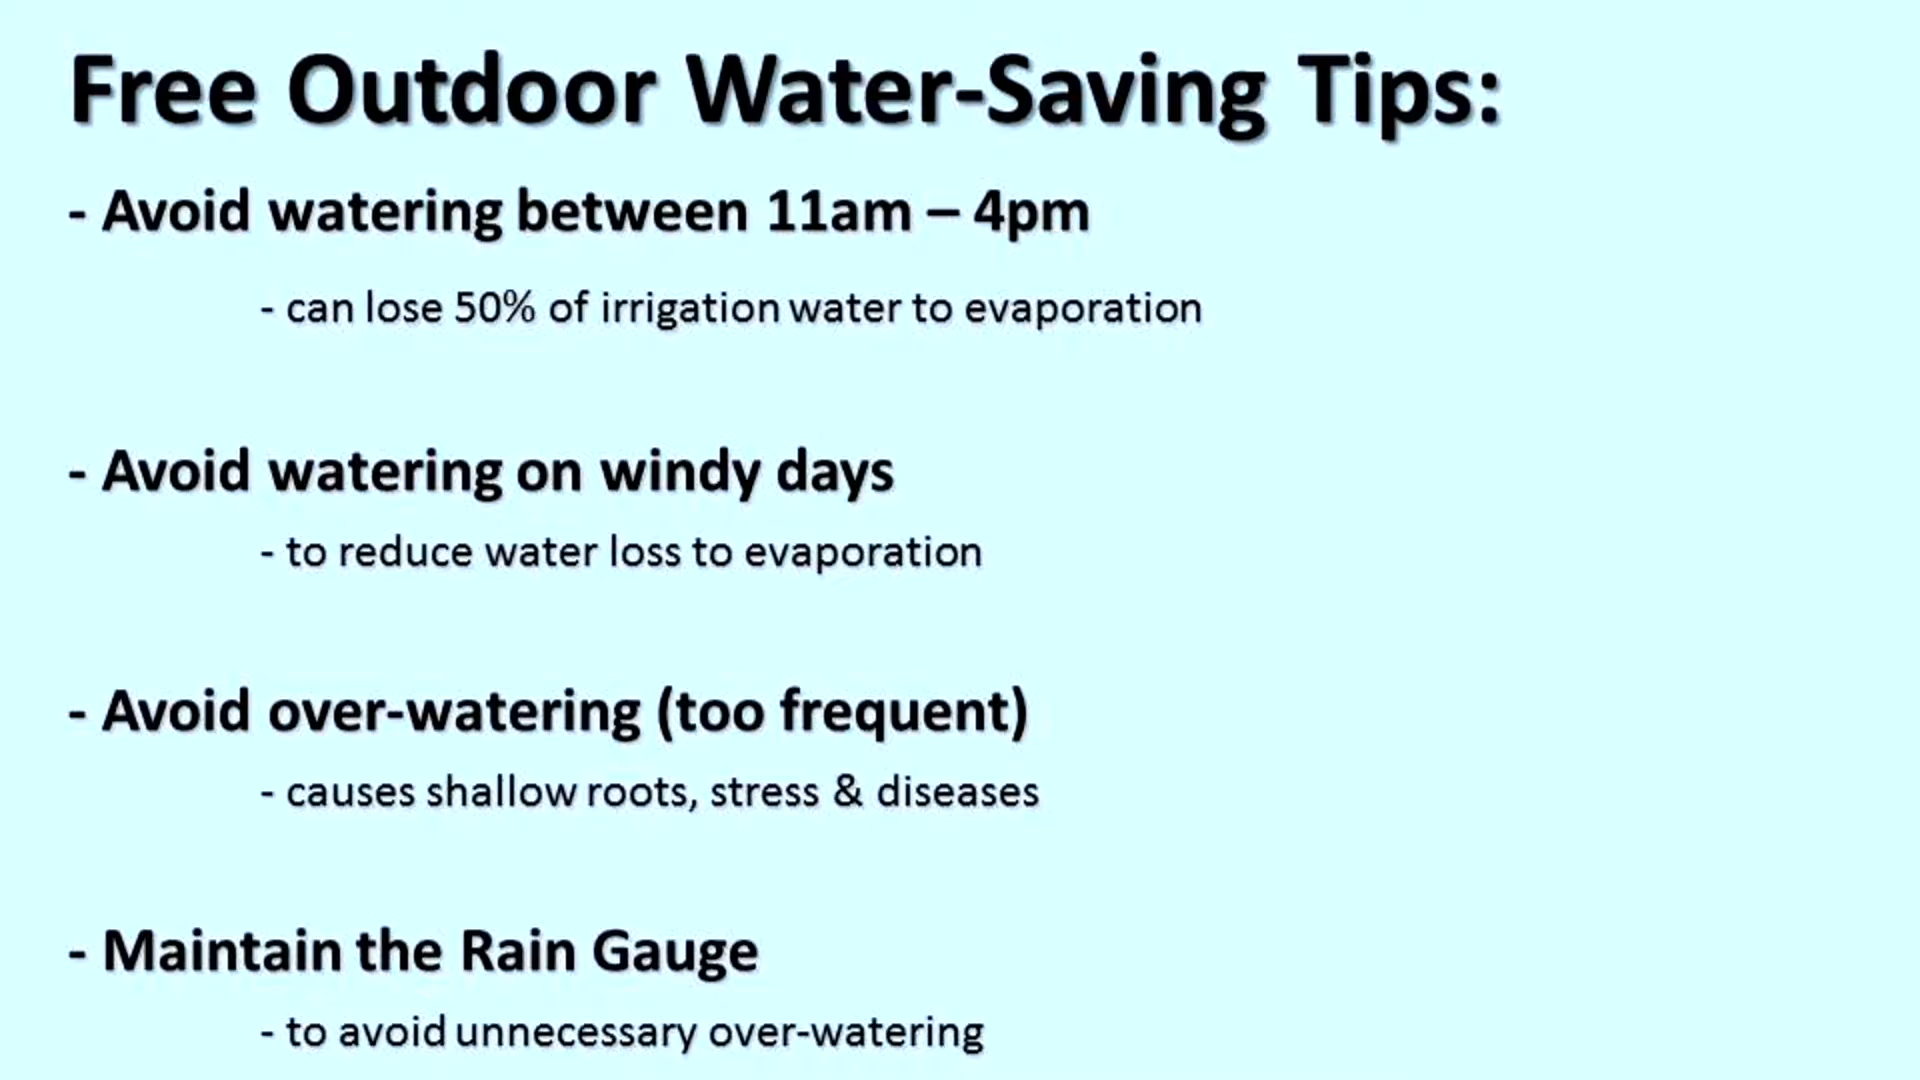 Free Outdoor Water-Saving Tips:
- Avoid watering between 11am – 4pm
- can lose 50% of irrigation water to evaporation
- Avoid watering on windy days
- to reduce water loss to evaporation
- Avoid over-watering (too frequent)
- causes shallow roots, stress & diseases
- Maintain the Rain Gauge
- to avoid unnecessary over-watering